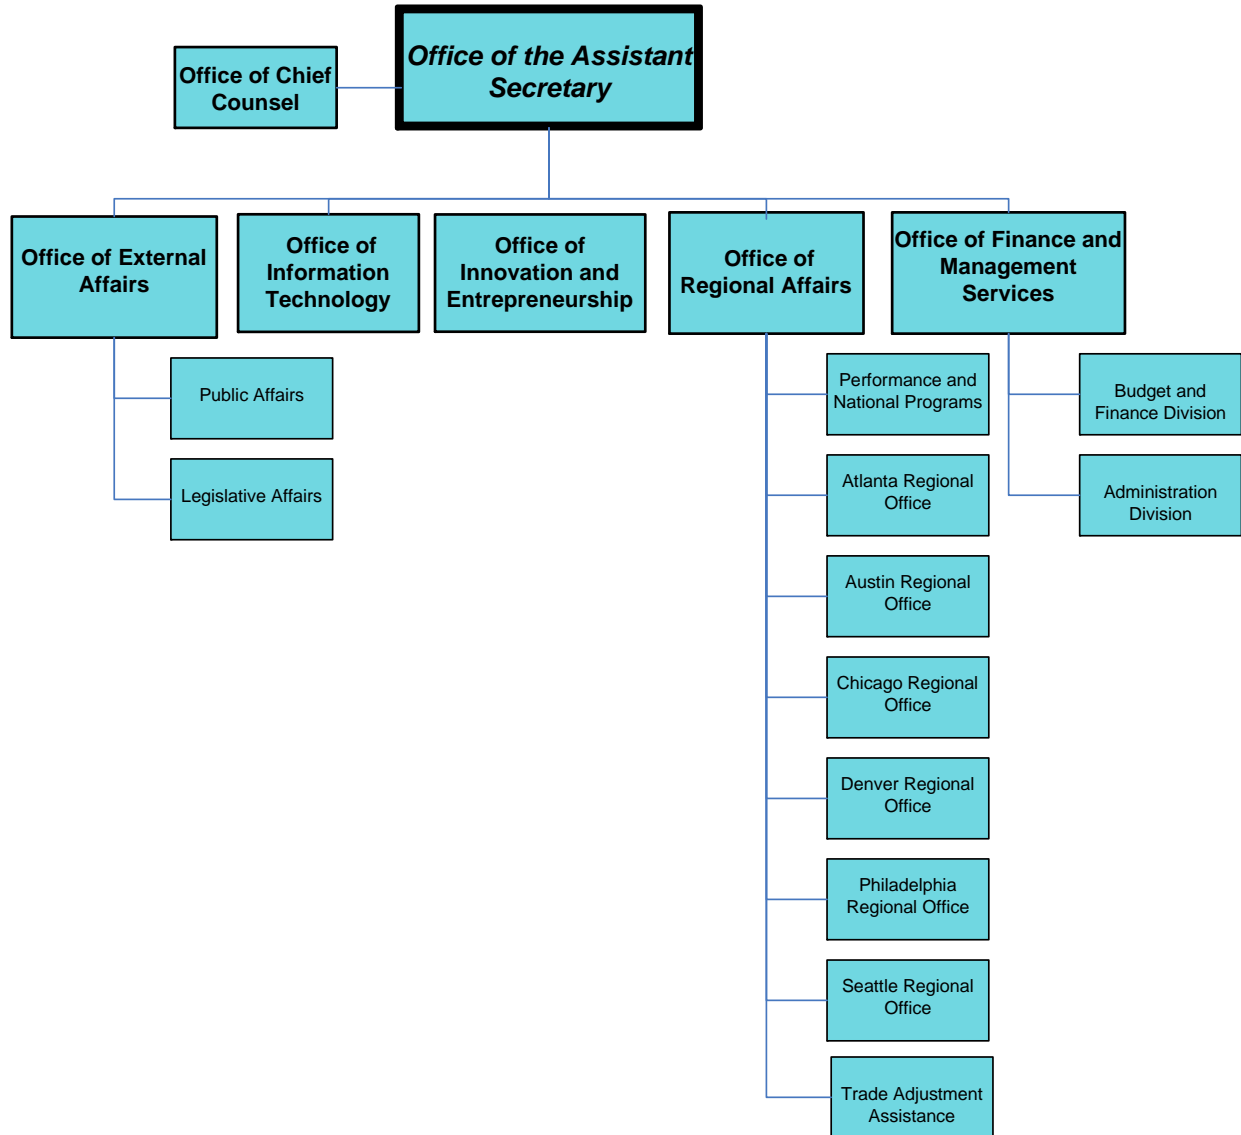 Office of the Assistant
Secretary
Office of Chief
Counsel
Office of External
Affairs
Office of
Information
Technology
Office of
Innovation and
Entrepreneurship
Office of
Regional Affairs
Office of Finance and
Management
Services
Public Affairs
Legislative Affairs
Performance and
National Programs
Atlanta Regional
Office
Austin Regional
Office
Chicago Regional
Office
Denver Regional
Office
Philadelphia
Regional Office
Seattle Regional
Office
Trade Adjustment
Assistance
Budget and
Finance Division
Administration
Division